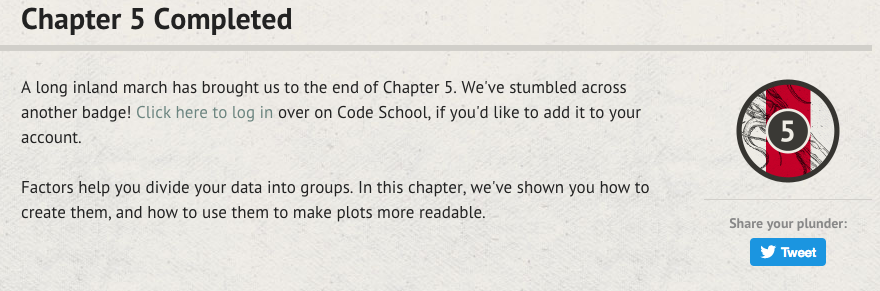 Chapter 5 Completed
A long inland march has brought us to the end of Chapter 5. We've stumbled across
another badge! Click here to log in over on Code School, if you'd like to add it to your
account.
Factors help you divide your data into groups. In this chapter, we've shown you how to
create them, and how to use them to make plots more readable.
5
Share your plunder:
Tweet